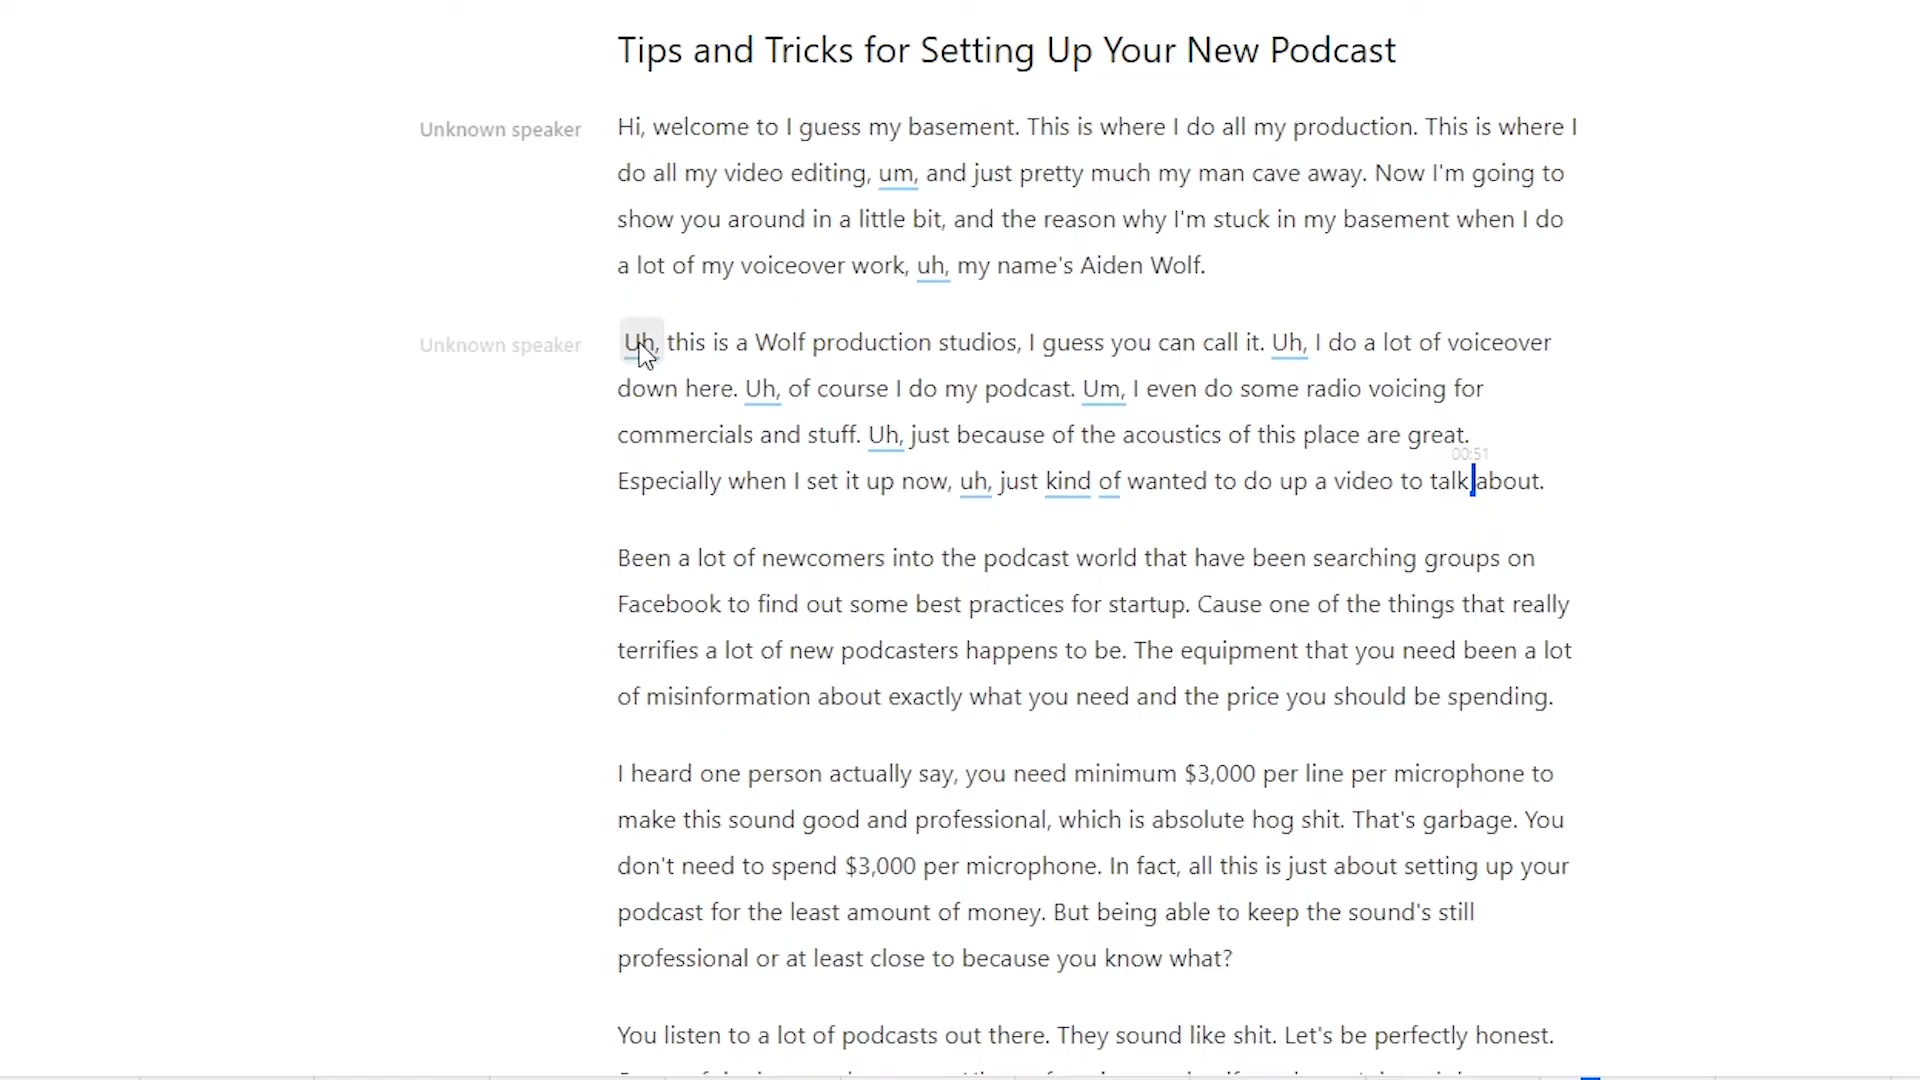 Tips and Tricks for Setting Up Your New Podcast
Unknown speaker
Hi, welcome to I guess my basement. This is where I do all my production. This is where I
do all my video editing, um, and just pretty much my man cave away. Now I'm going to
show you around in a little bit, and the reason why I'm stuck in my basement when I do
a lot of my voiceover work, uh, my name's Aiden Wolf.
Unknown speaker
Uh, this is a Wolf production studios, I guess you can call it. Uh, I do a lot of voiceover
down here. Uh, of course I do my podcast. Um, I even do some radio voicing for
commercials and stuff. Uh, just because of the acoustics of this place are great.
00:51
Especially when I set it up now, uh, just kind of wanted to do up a video to talk about.
Been a lot of newcomers into the podcast world that have been searching groups on
Facebook to find out some best practices for startup. Cause one of the things that really
terrifies a lot of new podcasters happens to be. The equipment that you need been a lot
of misinformation about exactly what you need and the price you should be spending.
I heard one person actually say, you need minimum $3,000 per line per microphone to
make this sound good and professional, which is absolute hog shit. That's garbage. You
don't need to spend $3,000 per microphone. In fact, all this is just about setting up your
podcast for the least amount of money. But being able to keep the sound's still
professional or at least close to because you know what?
You listen to a lot of podcasts out there. They sound like shit. Let's be perfectly honest.